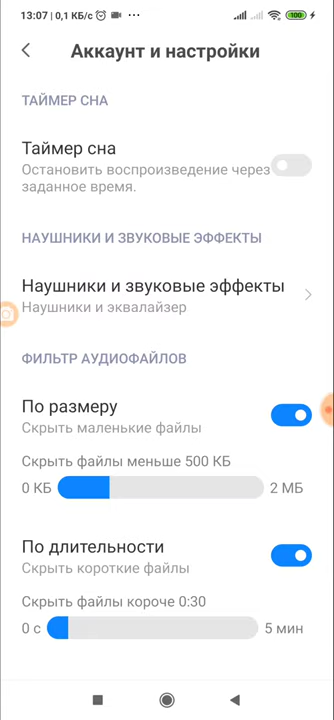 13:07 | 0,1 КБ/с
100
Аккаунт и настройки
ТАЙМЕР СНА
Таймер сна
Остановить воспроизведение через
заданное время.
НАУШНИКИ И ЗВУКОВЫЕ ЭФФЕКТЫ
Наушники и звуковые эффекты
Наушники и эквалайзер
ФИЛЬТР АУДИОФАЙЛОВ
По размеру
Скрыть маленькие файлы
Скрыть файлы меньше 500 КБ
0 КБ
2 МБ
По длительности
Скрыть короткие файлы
Скрыть файлы короче 0:30
0 с
5 мин